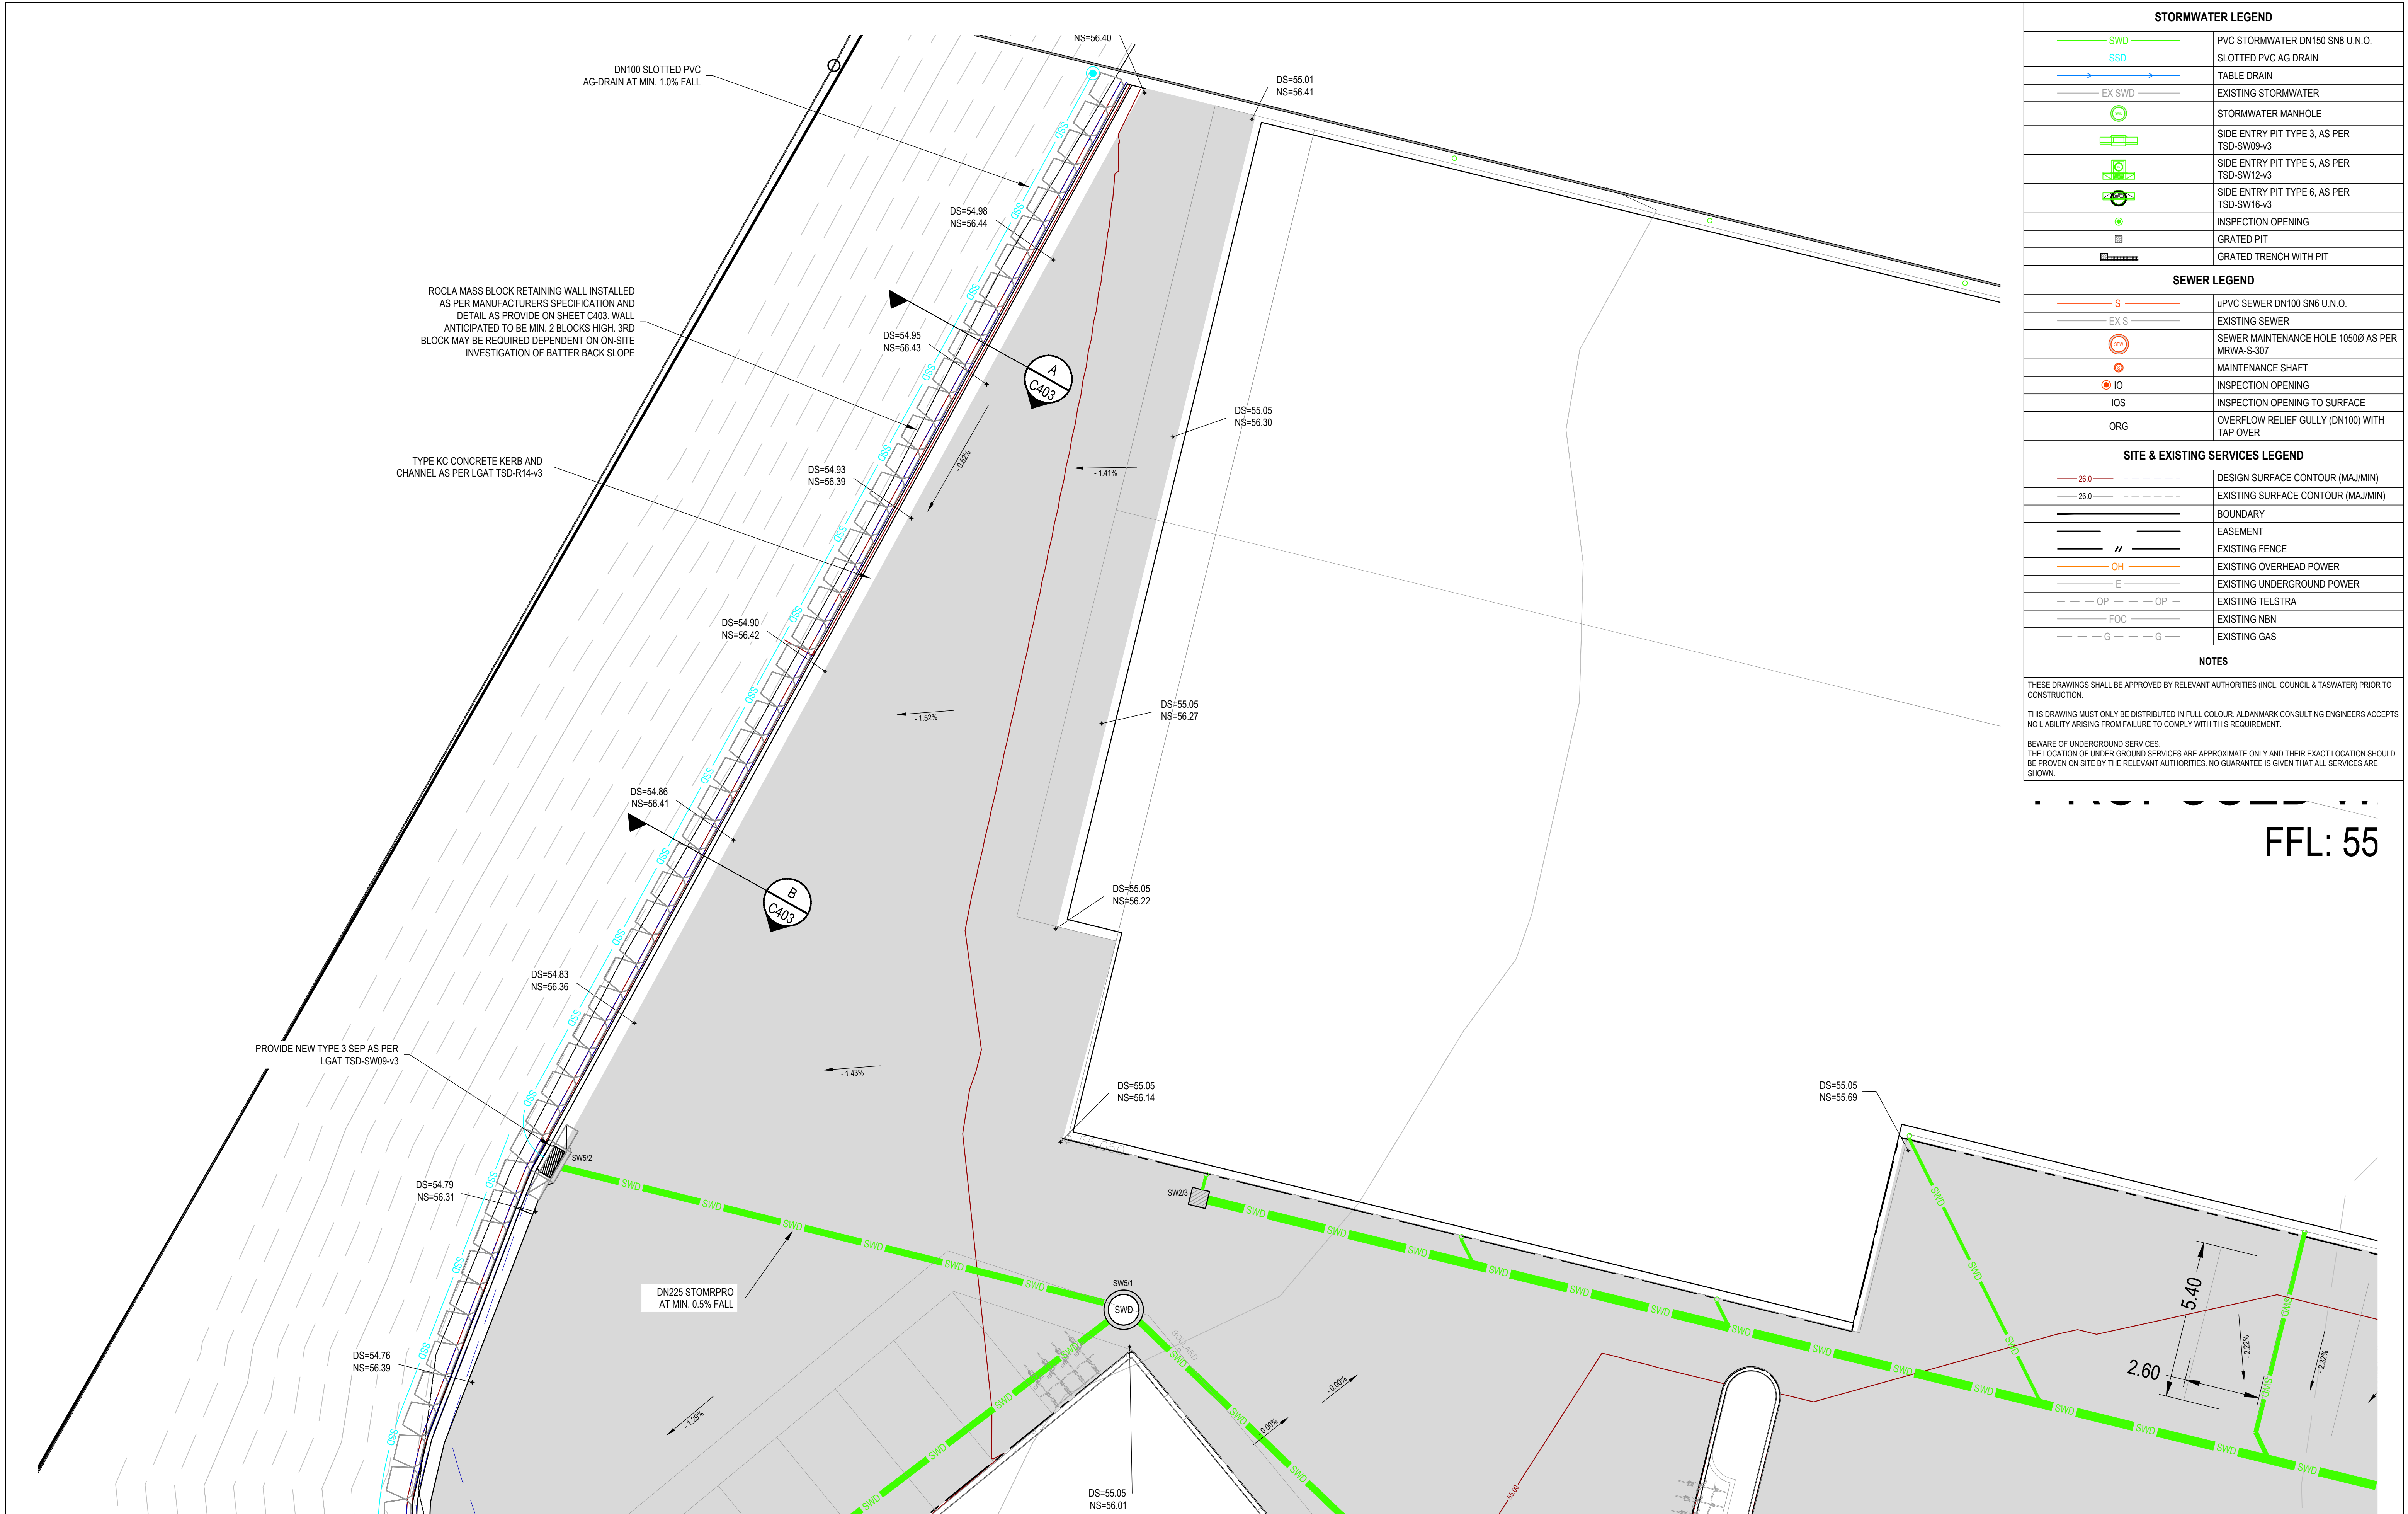 NS=56.40
DN100 SLOTTED PVC
AG-DRAIN AT MIN. 1.0% FALL
DS=55.01
NS=56.41
SSD
DS=54.98
NS=56.44
ROCLA MASS BLOCK RETAINING WALL INSTALLED
AS PER MANUFACTURERS SPECIFICATION AND
DETAIL AS PROVIDE ON SHEET C403. WALL
ANTICIPATED TO BE MIN. 2 BLOCKS HIGH. 3RD
BLOCK MAY BE REQUIRED DEPENDENT ON ON-SITE
INVESTIGATION OF BATTER BACK SLOPE
DS=54.95
NS=56.43
A
C403
DS=55.05
NS=56.30
TYPE KC CONCRETE KERB AND
CHANNEL AS PER LGAT TSD-R14-v3
DS=54.93
NS=56.39
- 0.52%
- 1.41%
DS=54.90
NS=56.42
- 1.52%
DS=55.05
NS=56.27
DS=54.86
NS=56.41
B
C403
DS=55.05
NS=56.22
DS=54.83
NS=56.36
PROVIDE NEW TYPE 3 SEP AS PER
LGAT TSD-SW09-v3
- 1.43%
DS=55.05
NS=56.14
DS=55.05
NS=55.69
SW5/2
DS=54.79
NS=56.31
SWD
SW2/3
DN225 STOMRPRO
AT MIN. 0.5% FALL
SW5/1
SWD
BOLLARD
DS=54.76
NS=56.39
- 1.29%
- 0.00%
- 0.00%
DS=55.05
NS=56.01
55.00
5.40
2.60
- 2.22%
- 2.32%
FFL: 55
STORMWATER LEGEND
SWD PVC STORMWATER DN150 SN8 U.N.O.
SSD SLOTTED PVC AG DRAIN
TABLE DRAIN
EX SWD EXISTING STORMWATER
STORMWATER MANHOLE
SIDE ENTRY PIT TYPE 3, AS PER
TSD-SW09-v3
SIDE ENTRY PIT TYPE 5, AS PER
TSD-SW12-v3
SIDE ENTRY PIT TYPE 6, AS PER
TSD-SW16-v3
INSPECTION OPENING
GRATED PIT
GRATED TRENCH WITH PIT
SEWER LEGEND
S uPVC SEWER DN100 SN6 U.N.O.
EX S EXISTING SEWER
SEW SEWER MAINTENANCE HOLE 1050Ø AS PER
MRWA-S-307
MAINTENANCE SHAFT
IO INSPECTION OPENING
IOS INSPECTION OPENING TO SURFACE
ORG OVERFLOW RELIEF GULLY (DN100) WITH
TAP OVER
SITE & EXISTING SERVICES LEGEND
26.0 DESIGN SURFACE CONTOUR (MAJ/MIN)
26.0 EXISTING SURFACE CONTOUR (MAJ/MIN)
BOUNDARY
EASEMENT
EXISTING FENCE
OH EXISTING OVERHEAD POWER
E EXISTING UNDERGROUND POWER
OP OP EXISTING TELSTRA
FOC EXISTING NBN
G G EXISTING GAS
NOTES
THESE DRAWINGS SHALL BE APPROVED BY RELEVANT AUTHORITIES (INCL. COUNCIL & TASWATER) PRIOR TO
CONSTRUCTION.
THIS DRAWING MUST ONLY BE DISTRIBUTED IN FULL COLOUR. ALDANMARK CONSULTING ENGINEERS ACCEPTS
NO LIABILITY ARISING FROM FAILURE TO COMPLY WITH THIS REQUIREMENT.
BEWARE OF UNDERGROUND SERVICES:
THE LOCATION OF UNDER GROUND SERVICES ARE APPROXIMATE ONLY AND THEIR EXACT LOCATION SHOULD
BE PROVEN ON SITE BY THE RELEVANT AUTHORITIES. NO GUARANTEE IS GIVEN THAT ALL SERVICES ARE
SHOWN.